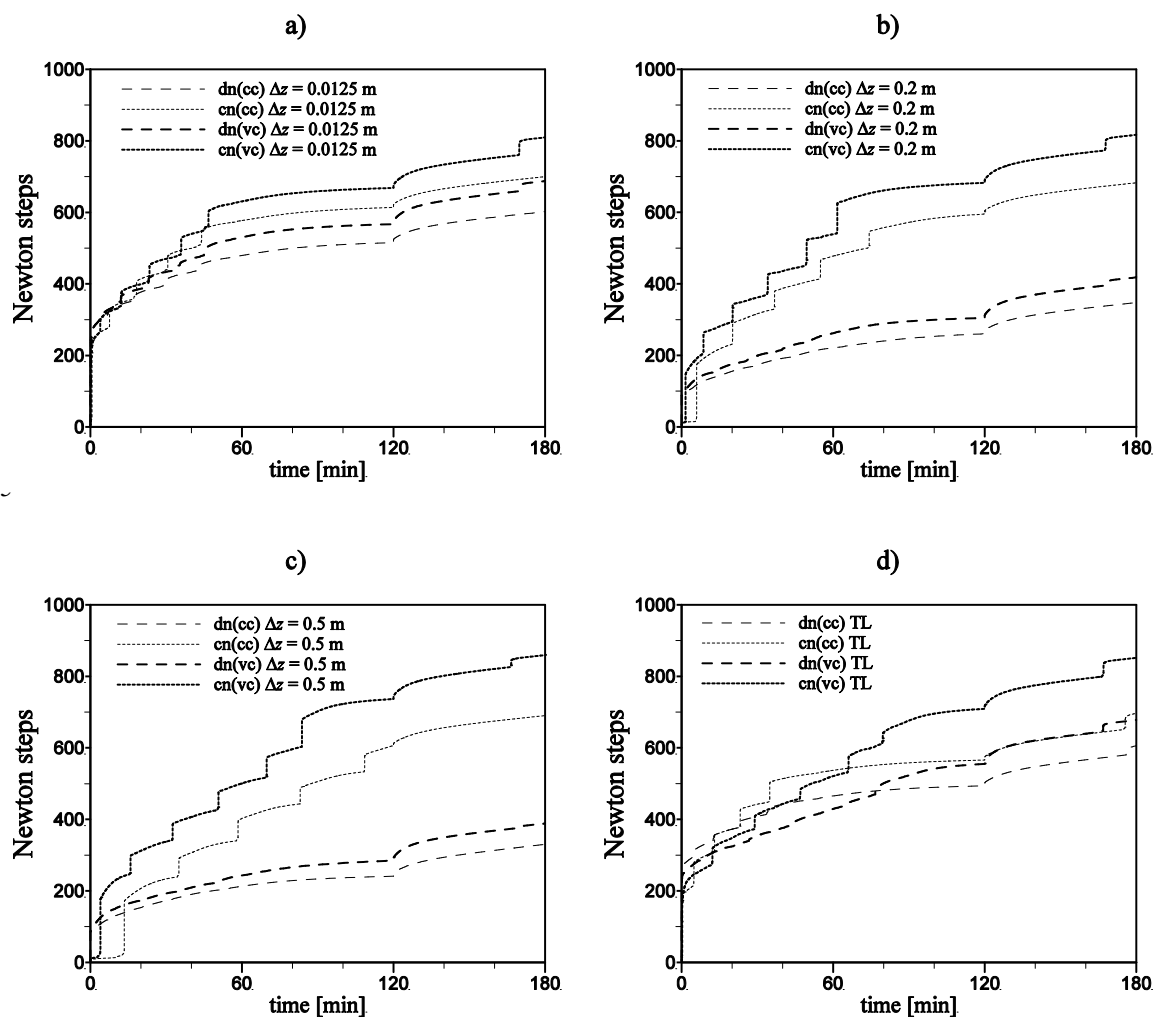 a)
1000
800
600
400
200
0
Newton steps
dn(cc) Δz = 0.0125 m
cn(cc) Δz = 0.0125 m
dn(vc) Δz = 0.0125 m
cn(vc) Δz = 0.0125 m
0 60 120 180
time [min]
b)
1000
800
600
400
200
0
Newton steps
dn(cc) Δz = 0.2 m
cn(cc) Δz = 0.2 m
dn(vc) Δz = 0.2 m
cn(vc) Δz = 0.2 m
0 60 120 180
time [min]
c)
1000
800
600
400
200
0
Newton steps
dn(cc) Δz = 0.5 m
cn(cc) Δz = 0.5 m
dn(vc) Δz = 0.5 m
cn(vc) Δz = 0.5 m
0 60 120 180
time [min]
d)
1000
800
600
400
200
0
Newton steps
dn(cc) TL
cn(cc) TL
dn(vc) TL
cn(vc) TL
0 60 120 180
time [min]